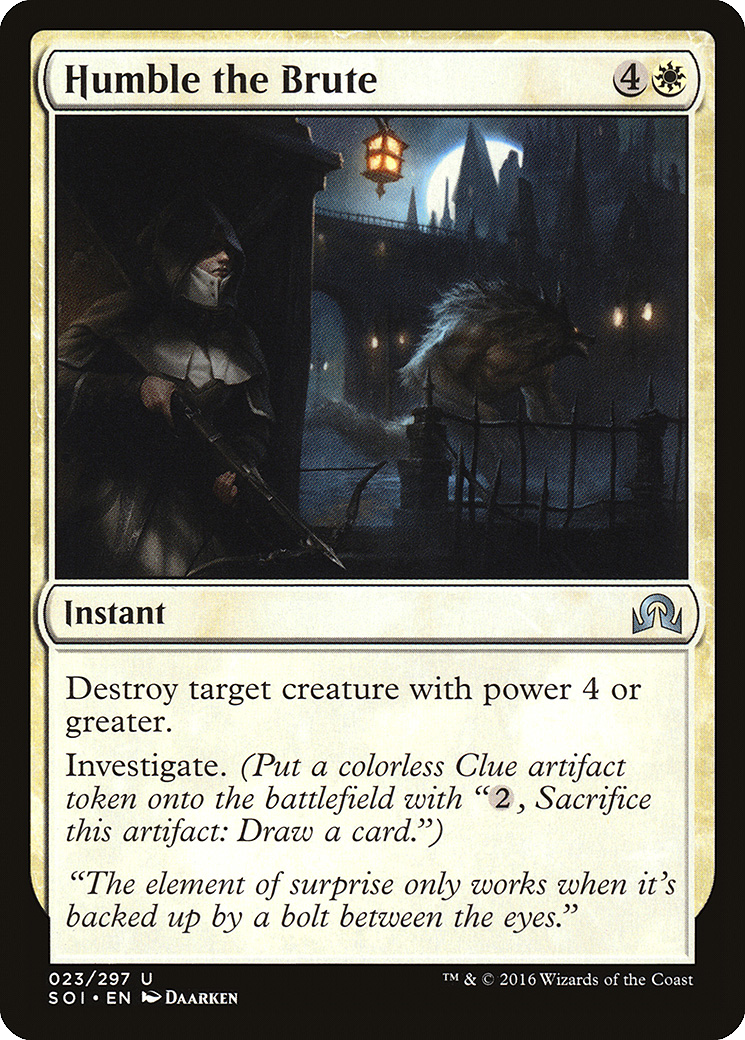 Humble the Brute 4
Instant
Destroy target creature with power 4 or
greater.
Investigate. (Put a colorless Clue artifact
token onto the battlefield with “2, Sacrifice
this artifact: Draw a card.”)
“The element of surprise only works when it’s
backed up by a bolt between the eyes.”
023/297 U
SOI • EN DAARKEN
™ & © 2016 Wizards of the Coast